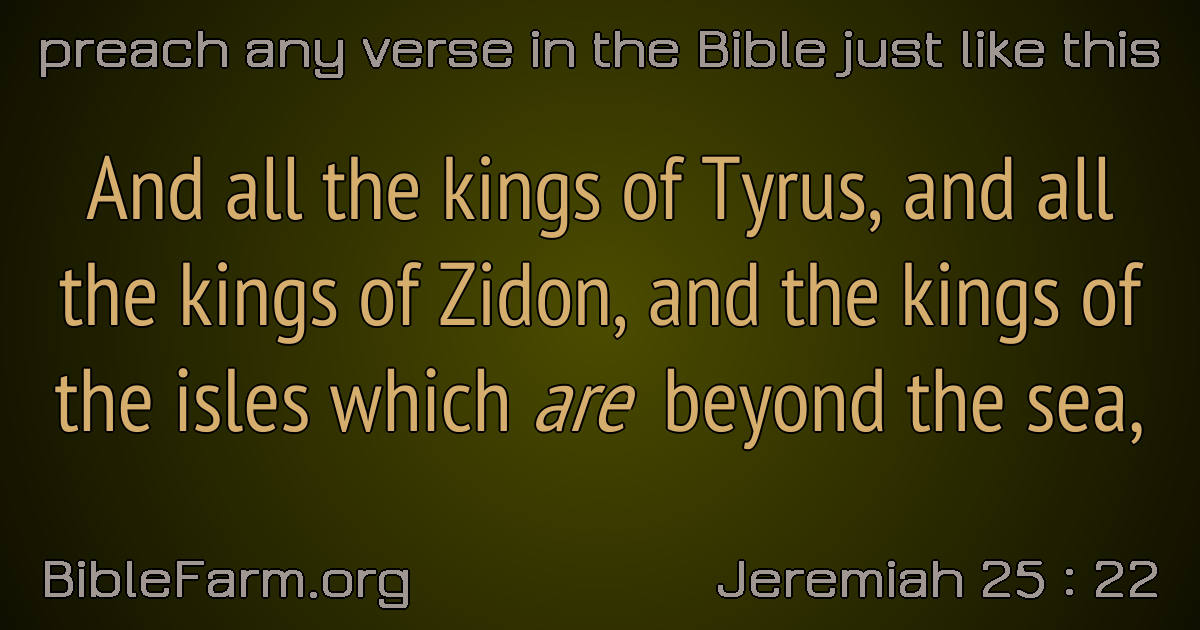 preach any verse in the Bible just like this
And all the kings of Tyrus, and all
the kings of Zidon, and the kings of
the isles which are beyond the sea,
BibleFarm.org
Jeremiah 25 : 22